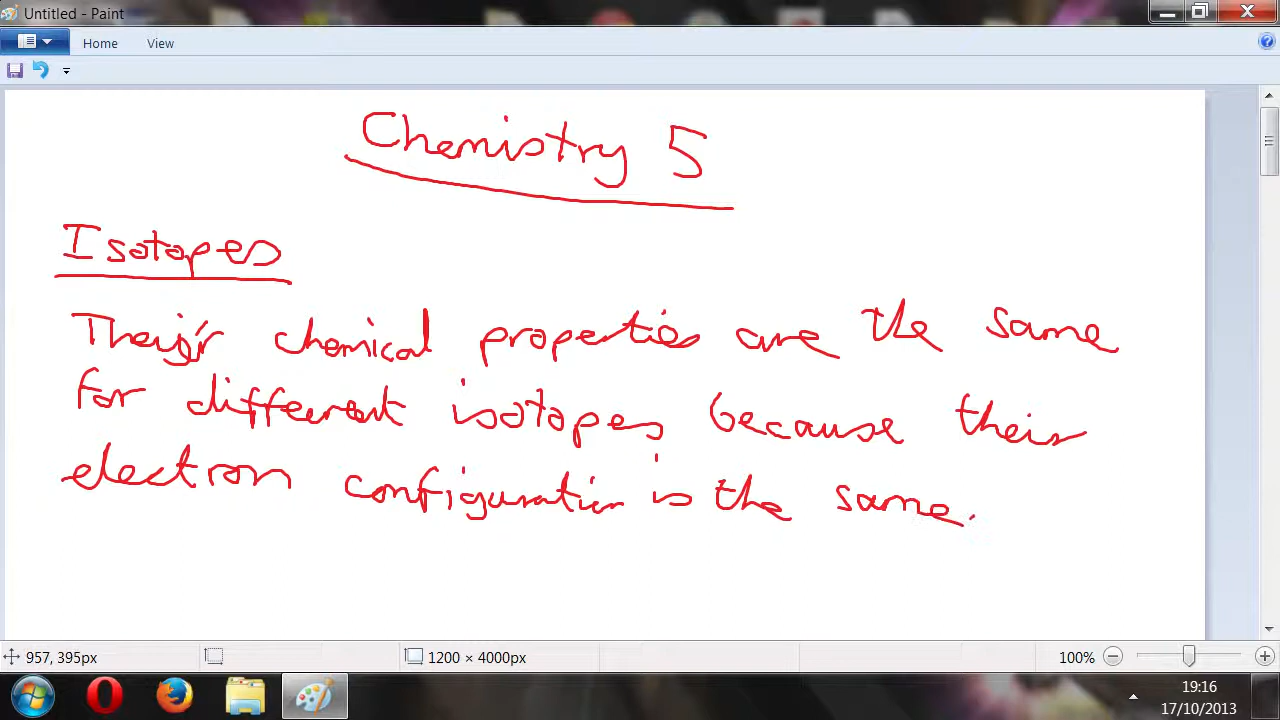 Untitled - Paint
Home View
Chemistry 5
Isotopes
Their chemical properties are the same
for different isotopes because their
electron configuration is the same.
957, 395px 1200 × 4000px 100%
19:16
17/10/2013